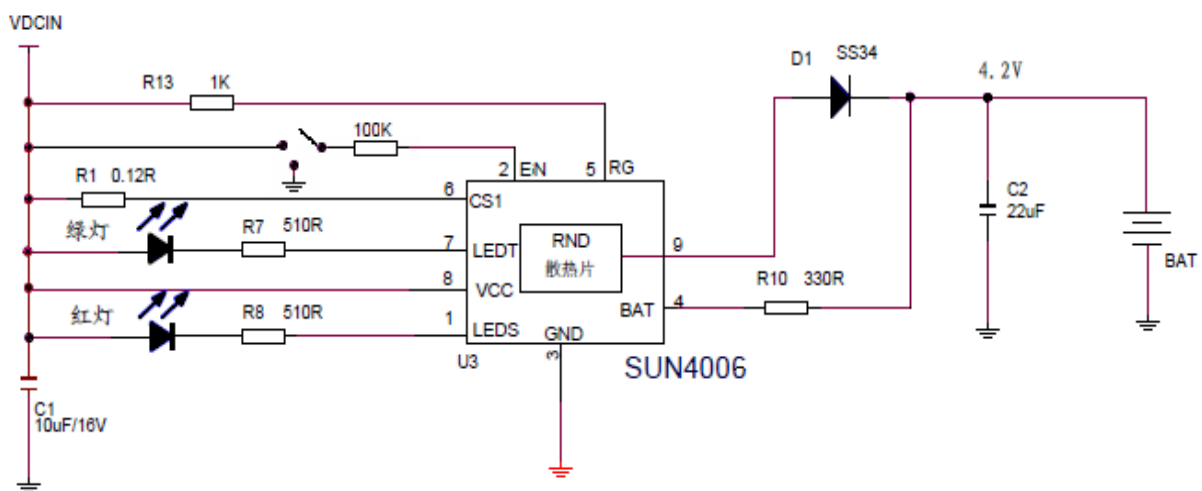 VDCIN
R13 1K
D1 SS34
4.2V
100K
2 EN
5 RG
R1 0.12R
6 CS1
绿灯
R7 510R
7 LEDT
RND
散热片
9
C2
22uF
BAT
8 VCC
R10 330R
红灯
R8 510R
1 LEDS
BAT 4
GND
3
U3
SUN4006
C1
10uF/16V